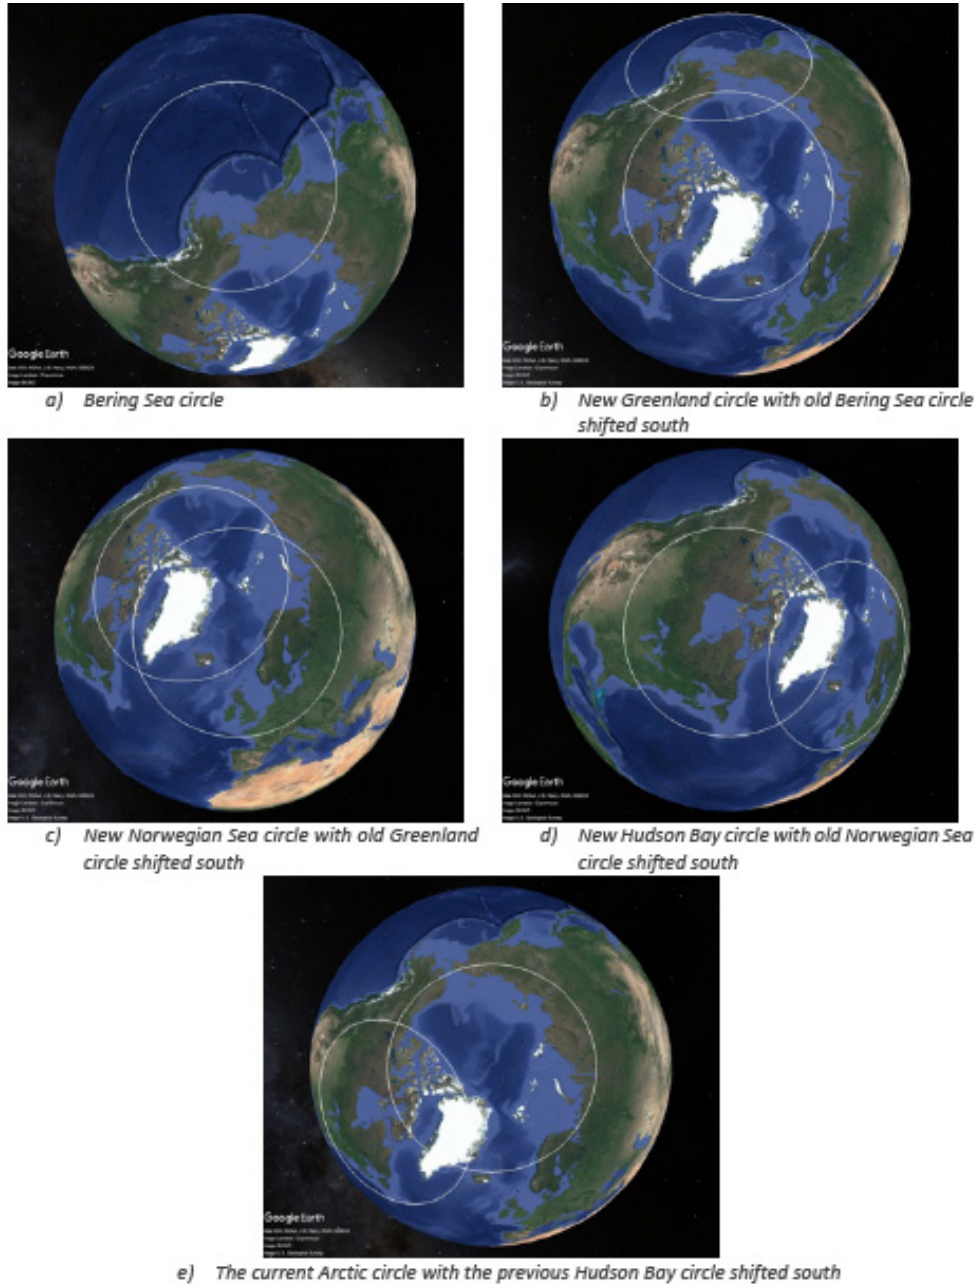 Google Earth
Google Earth
a) Bering Sea circle
b) New Greenland circle with old Bering Sea circle
shifted south
Google Earth
Google Earth
c) New Norwegian Sea circle with old Greenland
circle shifted south
d) New Hudson Bay circle with old Norwegian Sea
circle shifted south
Google Earth
e) The current Arctic circle with the previous Hudson Bay circle shifted south